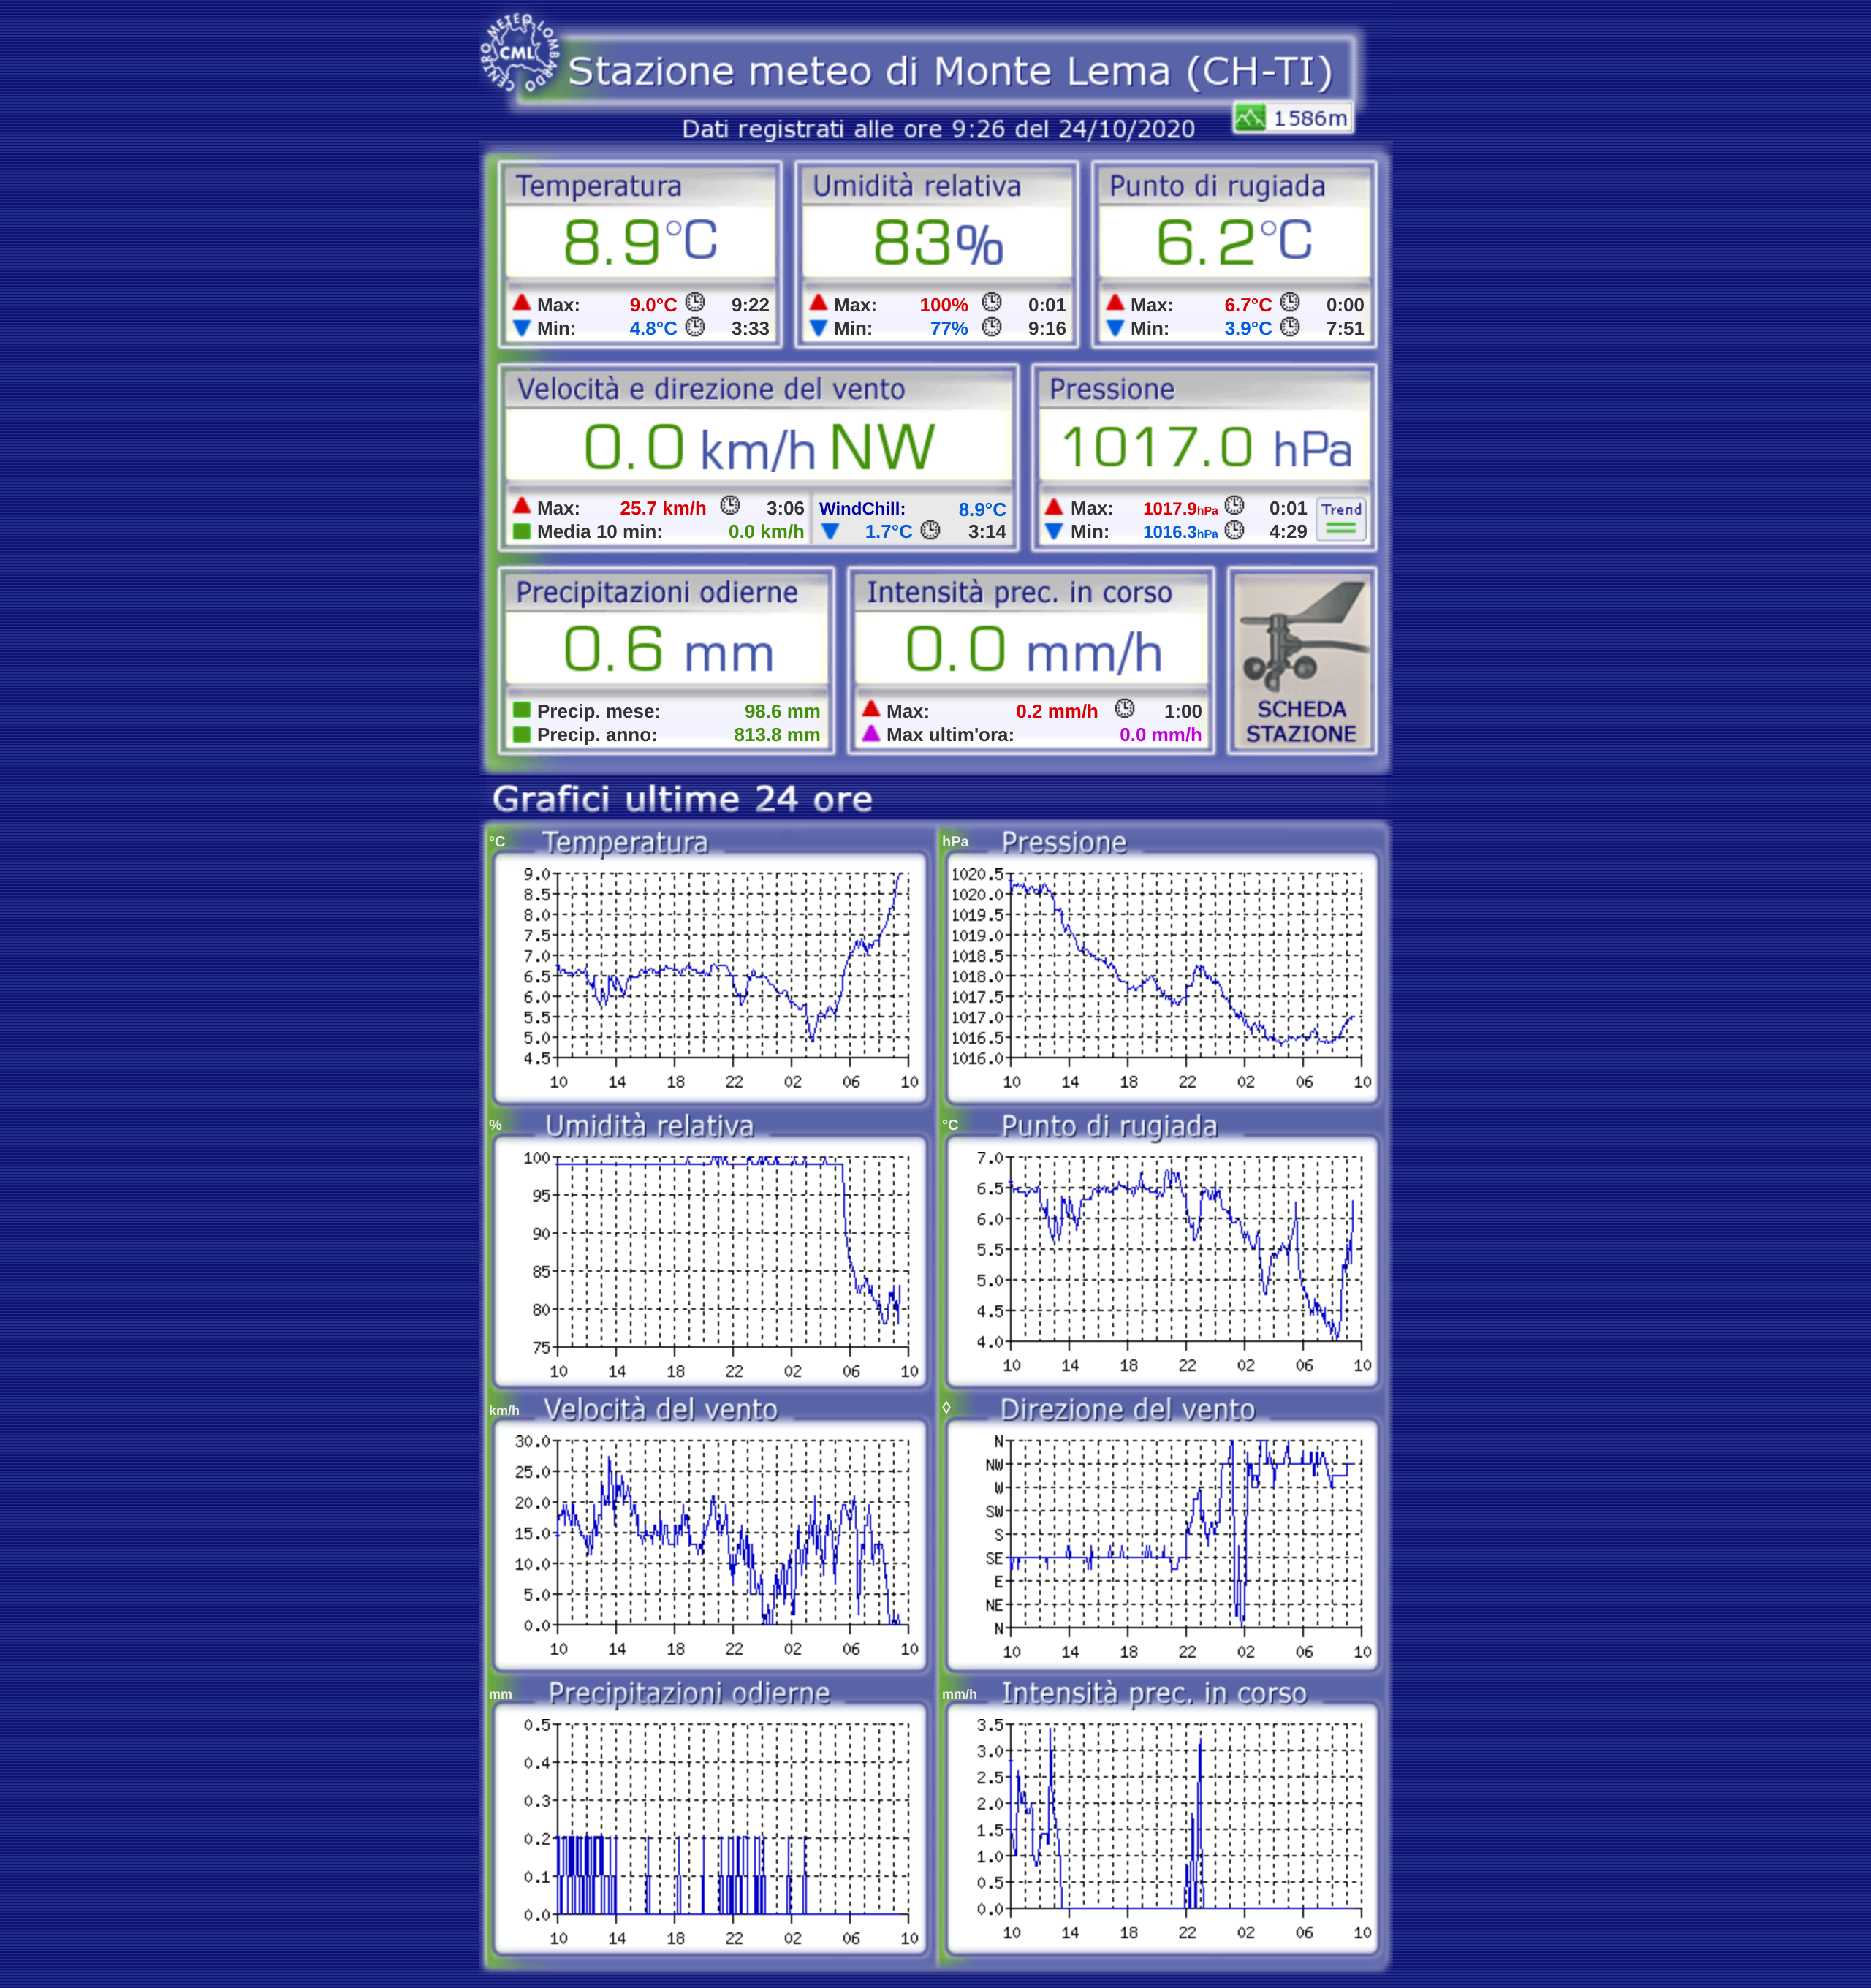 CENTRO METEO LOMBARDO
CML
Stazione meteo di Monte Lema (CH-TI)
1586m
Dati registrati alle ore 9:26 del 24/10/2020
Temperatura Umidità relativa Punto di rugiada
8.9°C 83% 6.2°C
Max: 9.0°C 9:22 Max: 100% 0:01 Max: 6.7°C 0:00
Min: 4.8°C 3:33 Min: 77% 9:16 Min: 3.9°C 7:51
Velocità e direzione del vento Pressione
0.0 km/h NW 1017.0 hPa
Max: 25.7 km/h 3:06 WindChill: 8.9°C Max: 1017.9hPa 0:01 Trend
Media 10 min: 0.0 km/h 1.7°C 3:14 Min: 1016.3hPa 4:29
Precipitazioni odierne Intensità prec. in corso
0.6 mm 0.0 mm/h
Precip. mese: 98.6 mm Max: 0.2 mm/h 1:00 SCHEDA
Precip. anno: 813.8 mm Max ultim'ora: 0.0 mm/h STAZIONE
Grafici ultime 24 ore
°C Temperatura
9.0
8.5
8.0
7.5
7.0
6.5
6.0
5.5
5.0
4.5
10 14 18 22 02 06 10
hPa Pressione
1020.5
1020.0
1019.5
1019.0
1018.5
1018.0
1017.5
1017.0
1016.5
1016.0
10 14 18 22 02 06 10
% Umidità relativa
100
95
90
85
80
75
10 14 18 22 02 06 10
°C Punto di rugiada
7.0
6.5
6.0
5.5
5.0
4.5
4.0
10 14 18 22 02 06 10
km/h Velocità del vento
30.0
25.0
20.0
15.0
10.0
5.0
0.0
10 14 18 22 02 06 10
◊ Direzione del vento
N
NW
W
SW
S
SE
E
NE
N
10 14 18 22 02 06 10
mm Precipitazioni odierne
0.5
0.4
0.3
0.2
0.1
0.0
10 14 18 22 02 06 10
mm/h Intensità prec. in corso
3.5
3.0
2.5
2.0
1.5
1.0
0.5
0.0
10 14 18 22 02 06 10